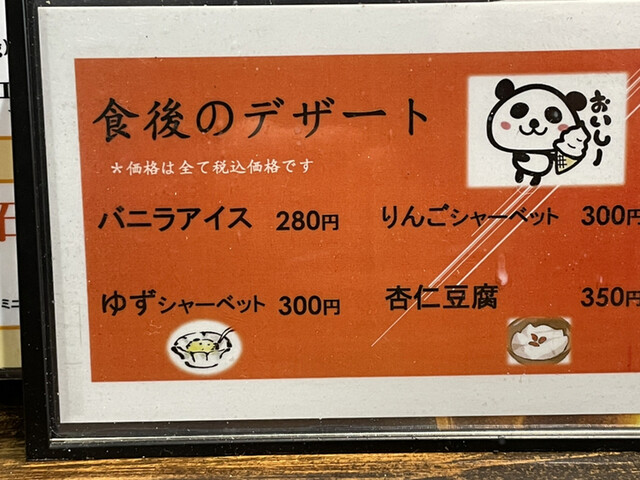 食後のデザート
おいしー
*価格は全て税込価格です
バニラアイス 280円
りんごシャーベット 300円
ゆずシャーベット 300円
杏仁豆腐 350円
ミニ